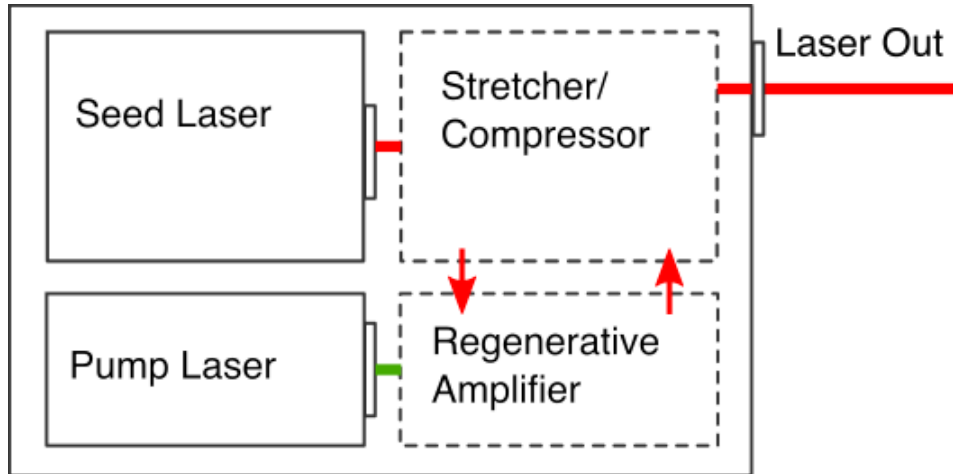 Laser Out
Seed Laser
Stretcher/
Compressor
Pump Laser
Regenerative
Amplifier